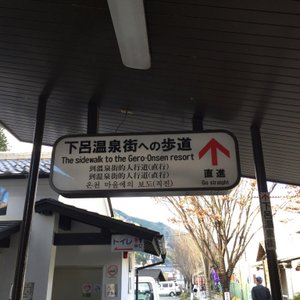 下呂温泉街への歩道
The sidewalk to the Gero-Onsen resort
到温泉街的人行道(直行)
到温泉街的人行道(直行)
온천 마을에의 보도(직진)
直進
Go straight
トイレ